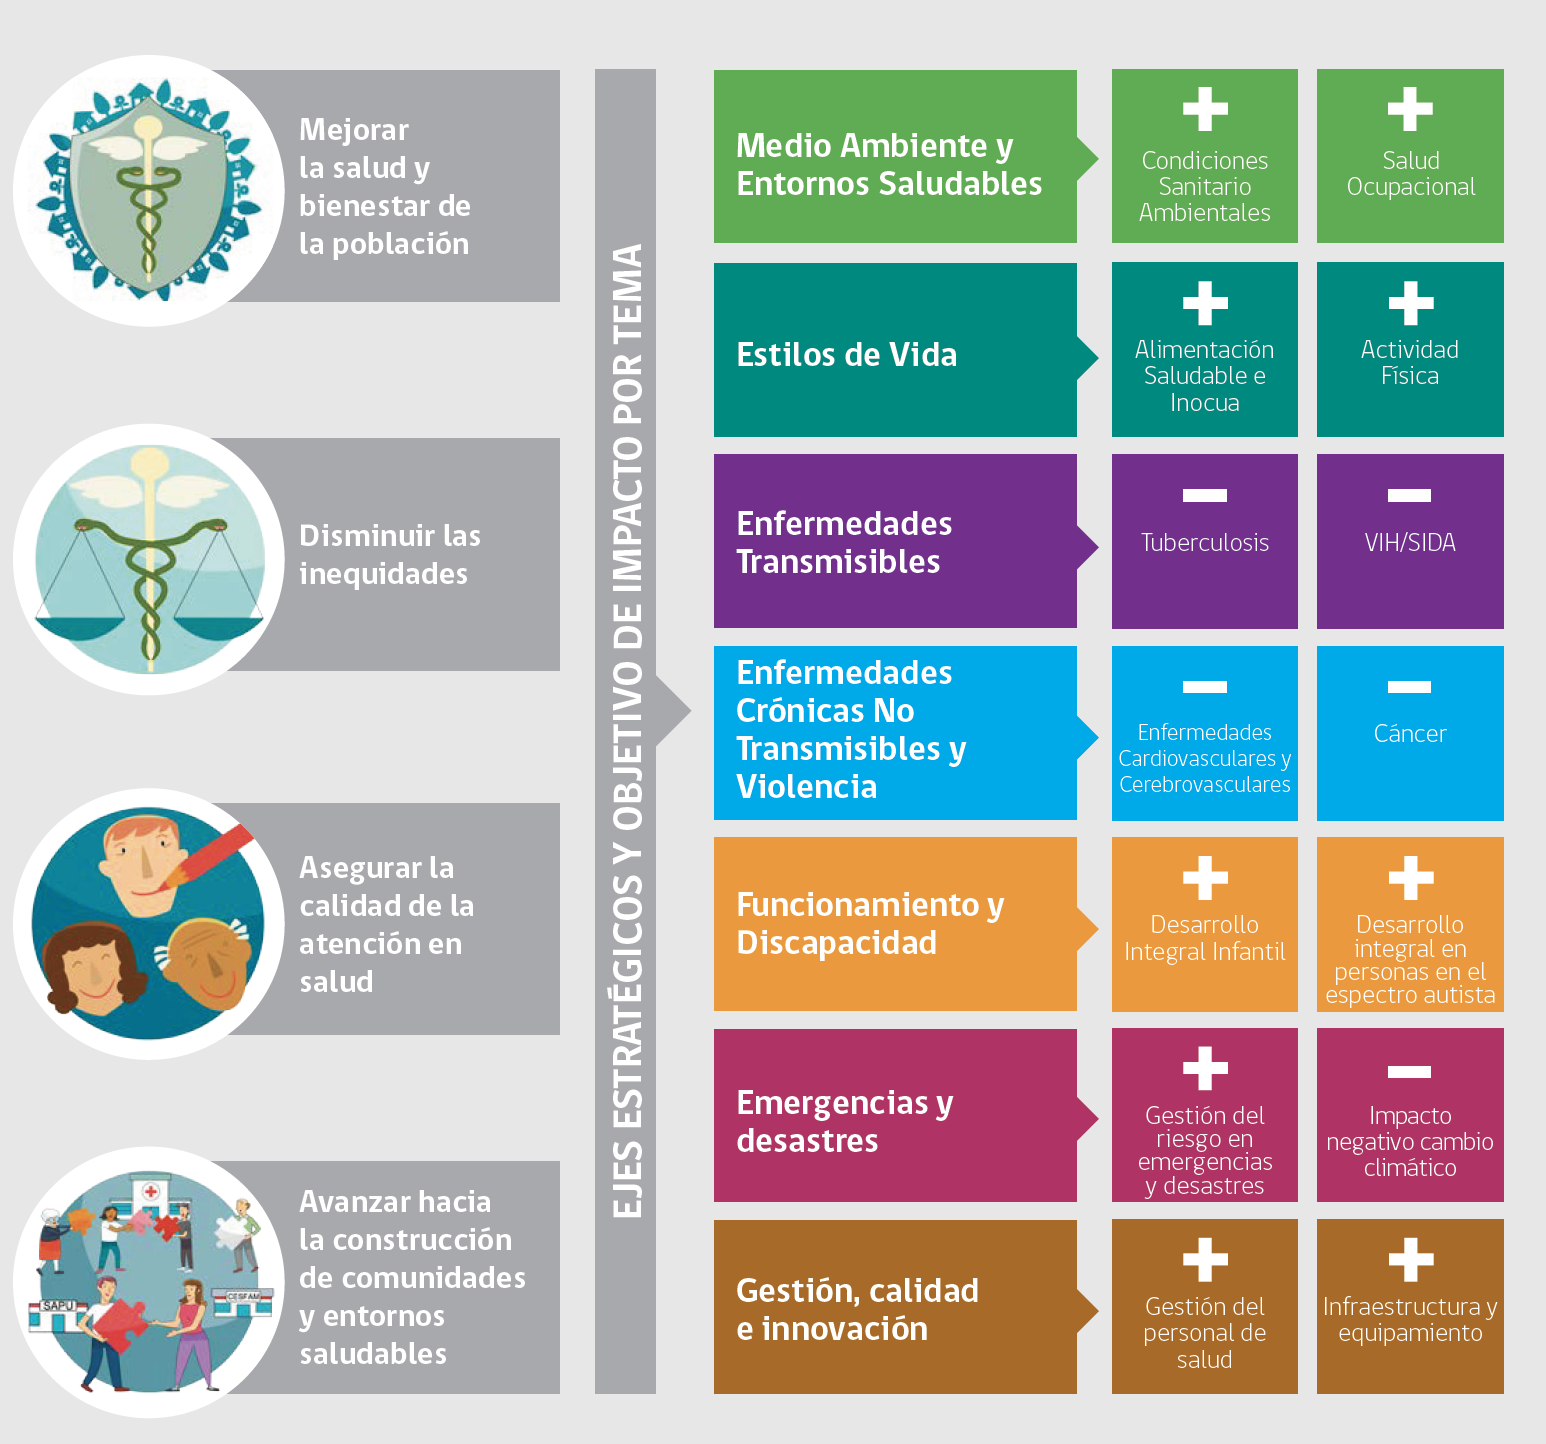 Mejorar
la salud y
bienestar de
la población
Disminuir las
inequidades
Asegurar la
calidad de la
atención en
salud
SAPU
CESFAM
Avanzar hacia
la construcción
de comunidades
y entornos
saludables
EJES ESTRATÉGICOS Y OBJETIVO DE IMPACTO POR TEMA
Medio Ambiente y
Entornos Saludables
+
Condiciones
Sanitario
Ambientales
+
Salud
Ocupacional
Estilos de Vida
+
Alimentación
Saludable e
Inocua
+
Actividad
Física
Enfermedades
Transmisibles
-
Tuberculosis
-
VIH/SIDA
Enfermedades
Crónicas No
Transmisibles y
Violencia
-
Enfermedades
Cardiovasculares y
Cerebrovasculares
-
Cáncer
Funcionamiento y
Discapacidad
+
Desarrollo
Integral Infantil
+
Desarrollo
integral en
personas en el
espectro autista
Emergencias y
desastres
+
Gestión del
riesgo en
emergencias
y desastres
-
Impacto
negativo cambio
climático
Gestión, calidad
e innovación
+
Gestión del
personal de
salud
+
Infraestructura y
equipamiento